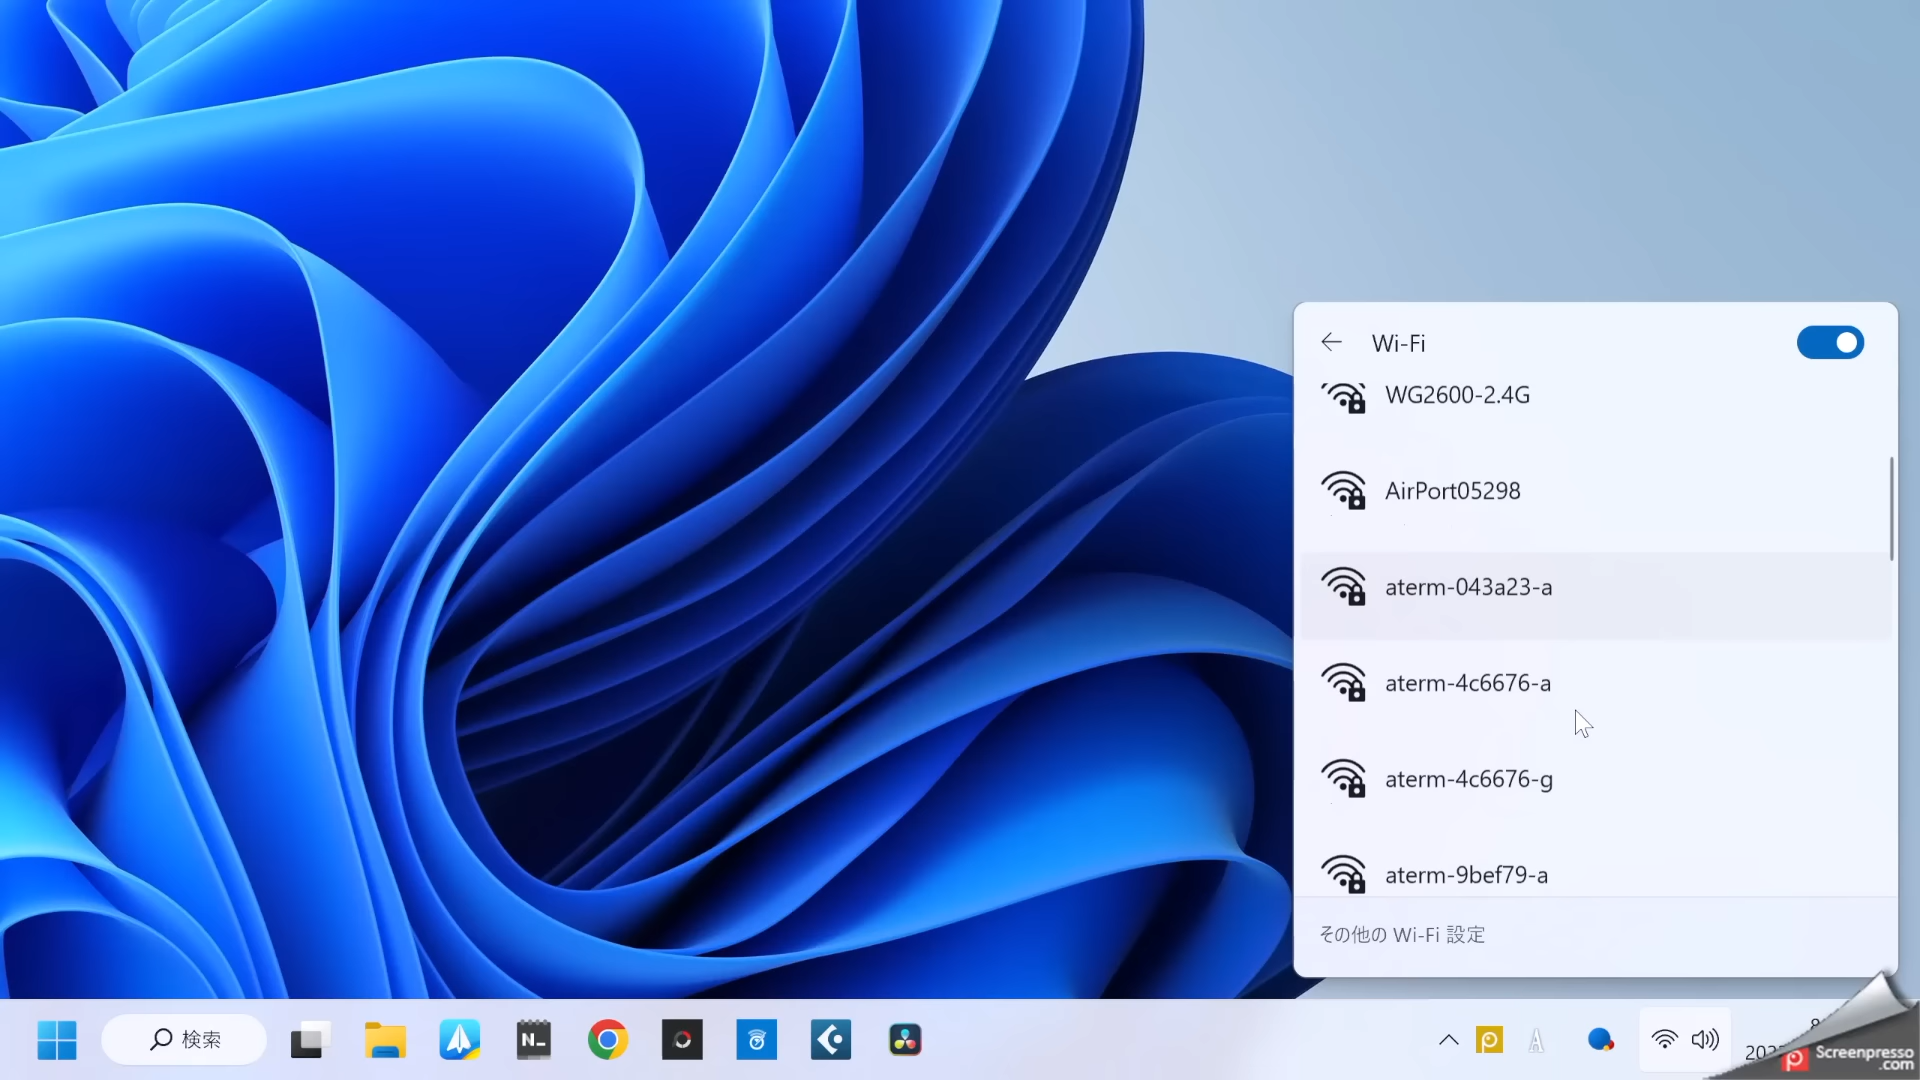 Wi-Fi
WG2600-2.4G
AirPort05298
aterm-043a23-a
aterm-4c6676-a
aterm-4c6676-g
aterm-9bef79-a
その他の Wi-Fi 設定
検索
N_
A
Screenpresso
.com